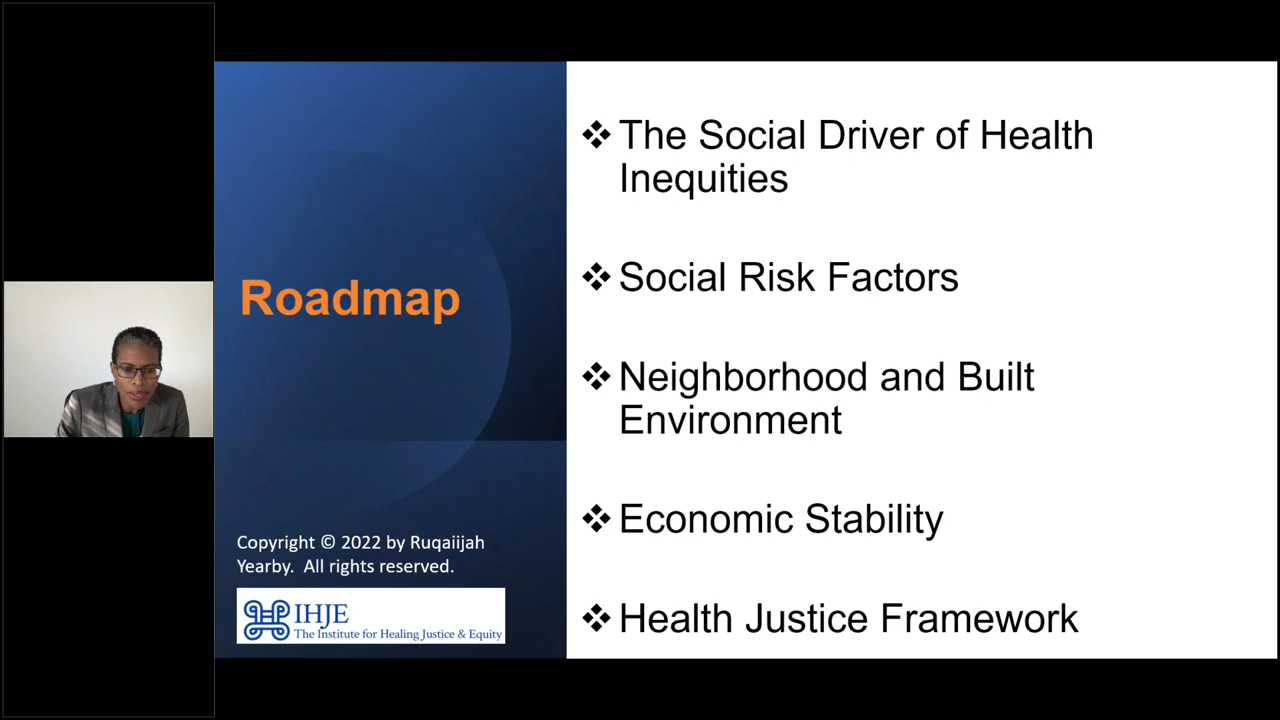 Roadmap
Copyright © 2022 by Ruqaiijah
Yearby. All rights reserved.
IHJE
The Institute for Healing Justice & Equity
❖ The Social Driver of Health
Inequities
❖ Social Risk Factors
❖ Neighborhood and Built
Environment
❖ Economic Stability
❖ Health Justice Framework